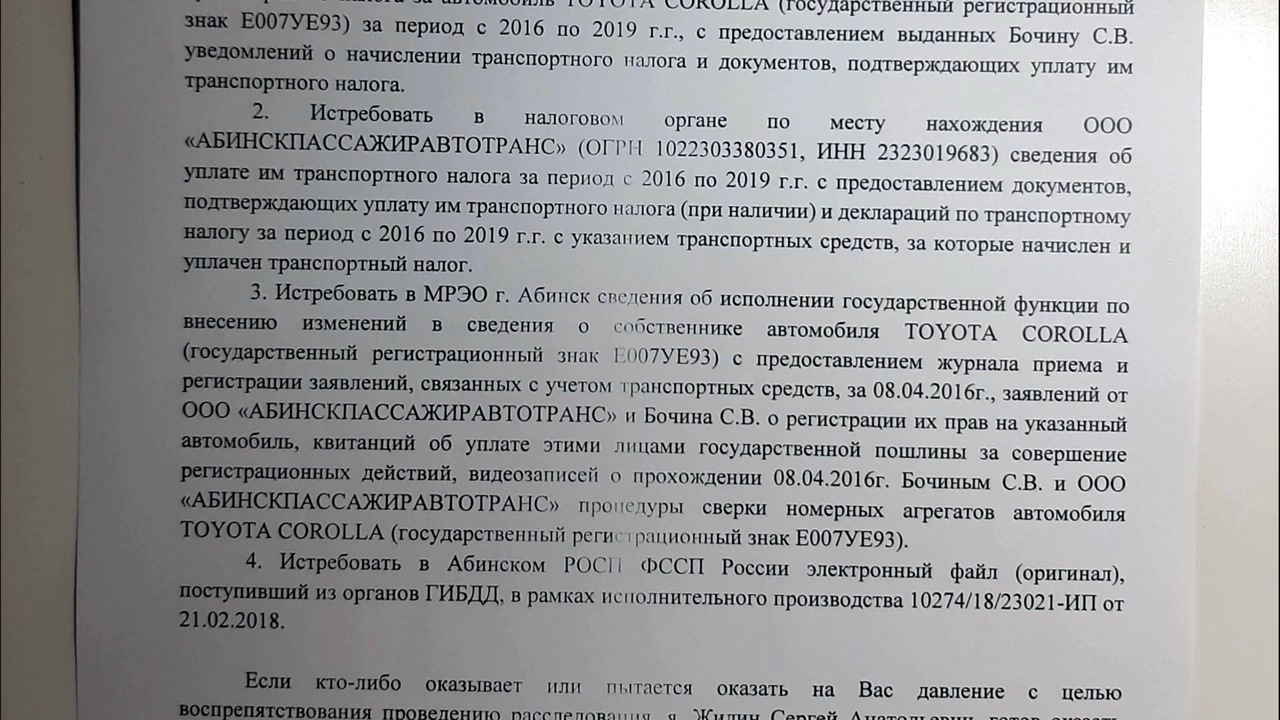 за автомобиль TOYOTA COROLLA (государственный регистрационный
знак Е007УЕ93) за период с 2016 по 2019 г.г., с предоставлением выданных Бочину С.В.
уведомлений о начислении транспортного налога и документов, подтверждающих уплату им
транспортного налога.
2. Истребовать в налоговом органе по месту нахождения ООО
«АБИНСКПАССАЖИРАВТОТРАНС» (ОГРН 1022303380351, ИНН 2323019683) сведения об
уплате им транспортного налога за период с 2016 по 2019 г.г. с предоставлением документов,
подтверждающих уплату им транспортного налога (при наличии) и деклараций по транспортному
налогу за период с 2016 по 2019 г.г. с указанием транспортных средств, за которые начислен и
уплачен транспортный налог.
3. Истребовать в МРЭО г. Абинск сведения об исполнении государственной функции по
внесению изменений в сведения о собственнике автомобиля TOYOTA COROLLA
(государственный регистрационный знак Е007УЕ93) с предоставлением журнала приема и
регистрации заявлений, связанных с учетом транспортных средств, за 08.04.2016г., заявлений от
ООО «АБИНСКПАССАЖИРАВТОТРАНС» и Бочина С.В. о регистрации их прав на указанный
автомобиль, квитанций об уплате этими лицами государственной пошлины за совершение
регистрационных действий, видеозаписей о прохождении 08.04.2016г. Бочиным С.В. и ООО
«АБИНСКПАССАЖИРАВТОТРАНС» процедуры сверки номерных агрегатов автомобиля
TOYOTA COROLLA (государственный регистрационный знак Е007УЕ93).
4. Истребовать в Абинском РОСП ФССП России электронный файл (оригинал),
поступивший из органов ГИБДД, в рамках исполнительного производства 10274/18/23021-ИП от
21.02.2018.
Если кто-либо оказывает или пытается оказать на Вас давление с целью
воспрепятствования проведению расследования, я, Жилин Сергей Анатольевич, готов оказать